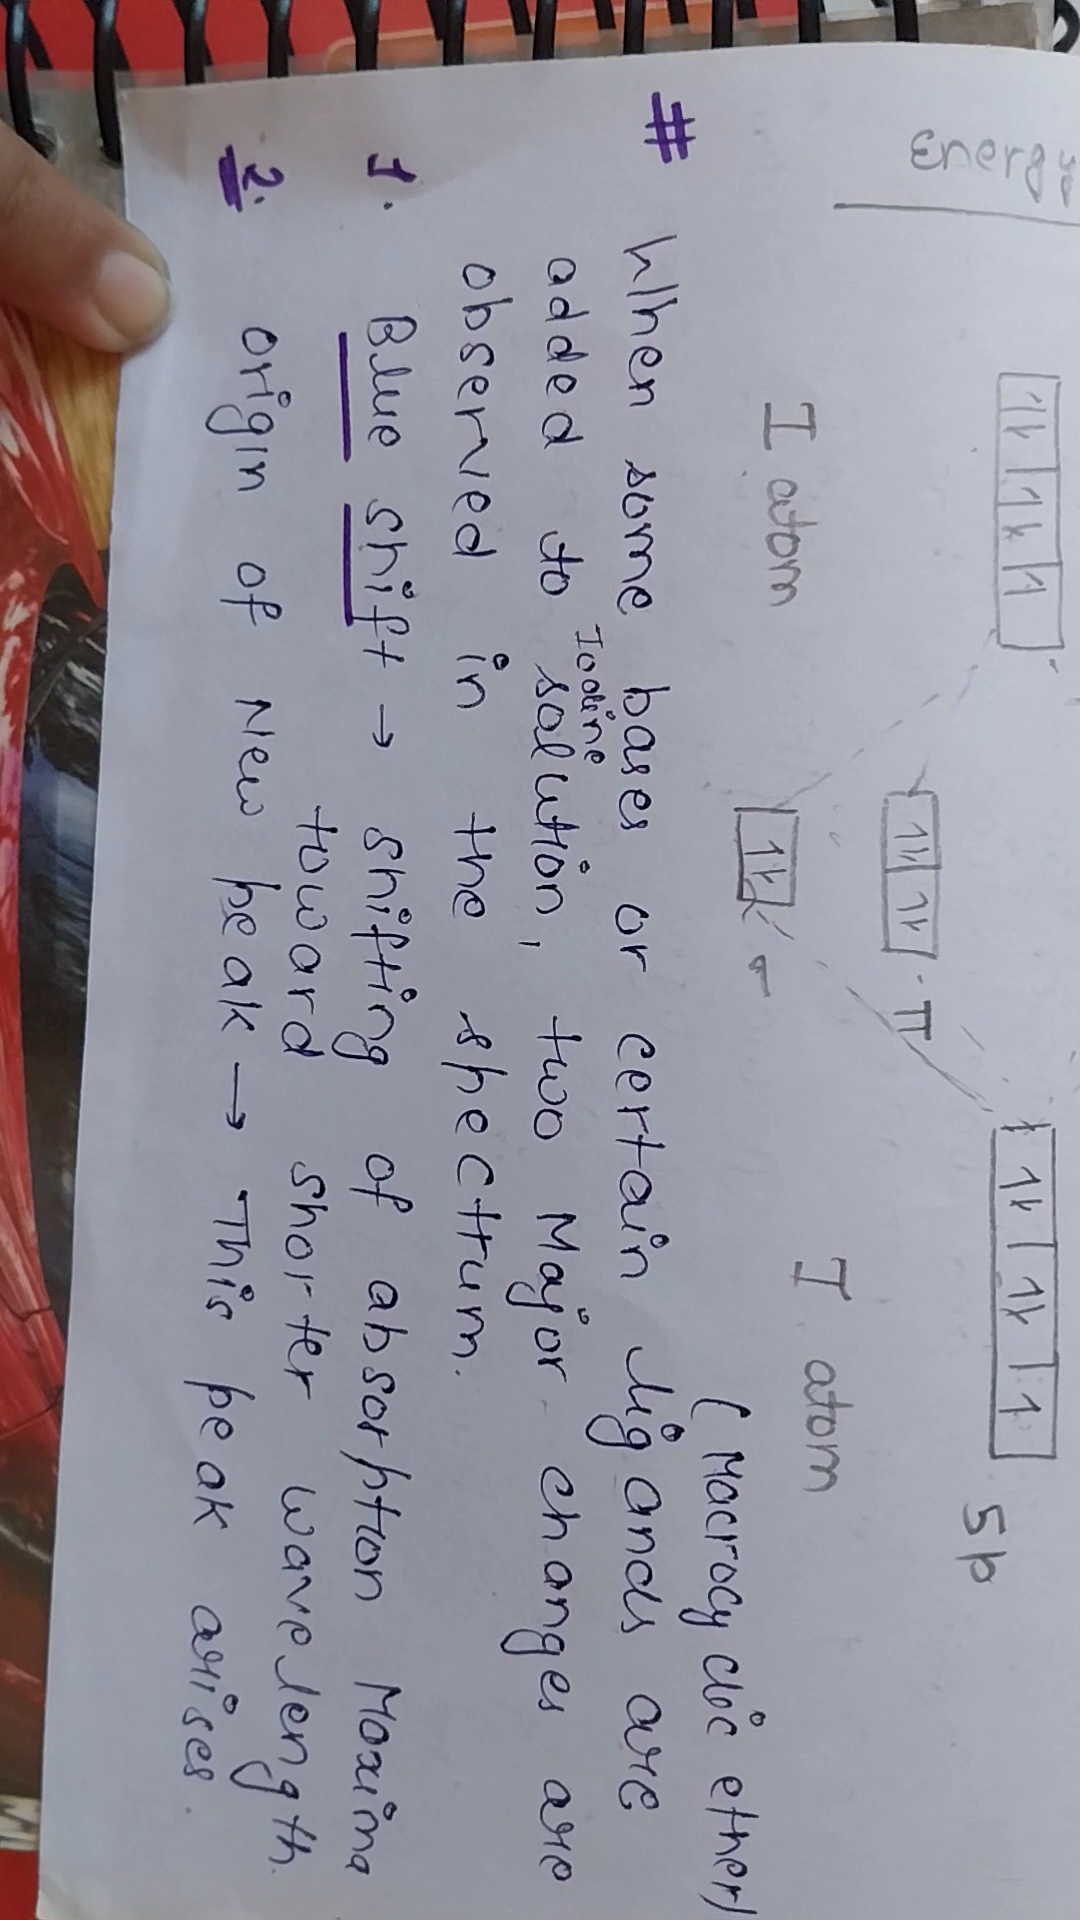 Energy
5p
π
σ
I atom
I atom
(Macrocyclic ether)
# When some bases or certain ligands are
added to Iodine solution, two Major changes are
observed in the spectrum.
1. Blue shift → shifting of absorption Maxima
toward shorter wavelength.
2. origin of New peak → This peak arises.